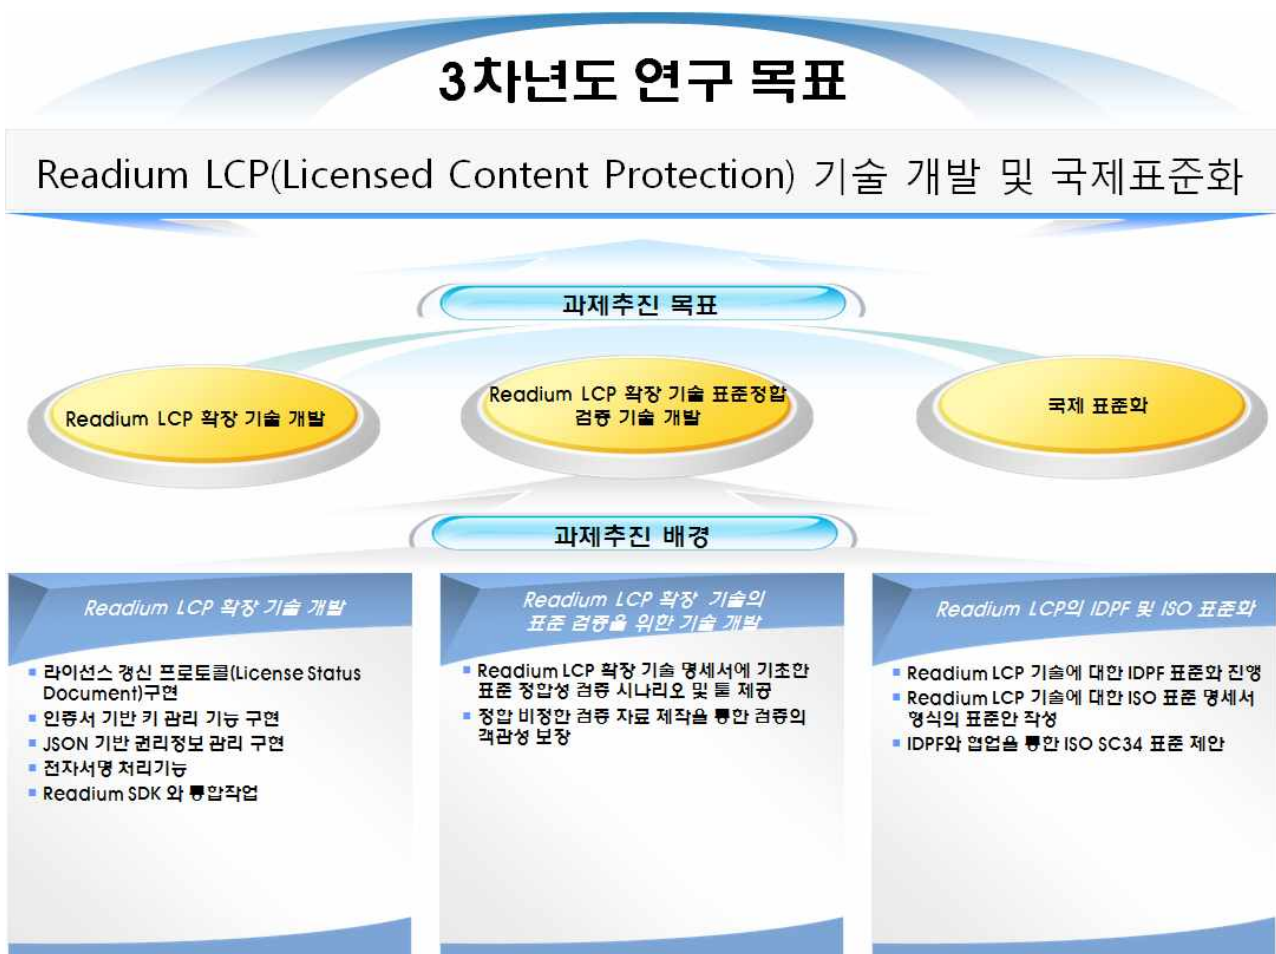 3차년도 연구 목표
Readium LCP(Licensed Content Protection) 기술 개발 및 국제표준화
과제추진 목표
Readium LCP 확장 기술 개발
Readium LCP 확장 기술 표준정합
검증 기술 개발
국제 표준화
과제추진 배경
Readium LCP 확장 기술 개발
라이선스 갱신 프로토콜(License Status
Document)구현
인증서 기반 키 관리 기능 구현
JSON 기반 권리정보 관리 구현
전자서명 처리기능
Readium SDK 와 통합작업
Readium LCP 확장 기술의
표준 검증을 위한 기술 개발
Readium LCP 확장 기술 명세서에 기초한
표준 정합성 검증 시나리오 및 툴 제공
정합 비정합 검증 자료 제작을 통한 검증의
객관성 보장
Readium LCP의 IDPF 및 ISO 표준화
Readium LCP 기술에 대한 IDPF 표준화 진행
Readium LCP 기술에 대한 ISO 표준 명세서
형식의 표준안 작성
IDPF와 협업을 통한 ISO SC34 표준 제안